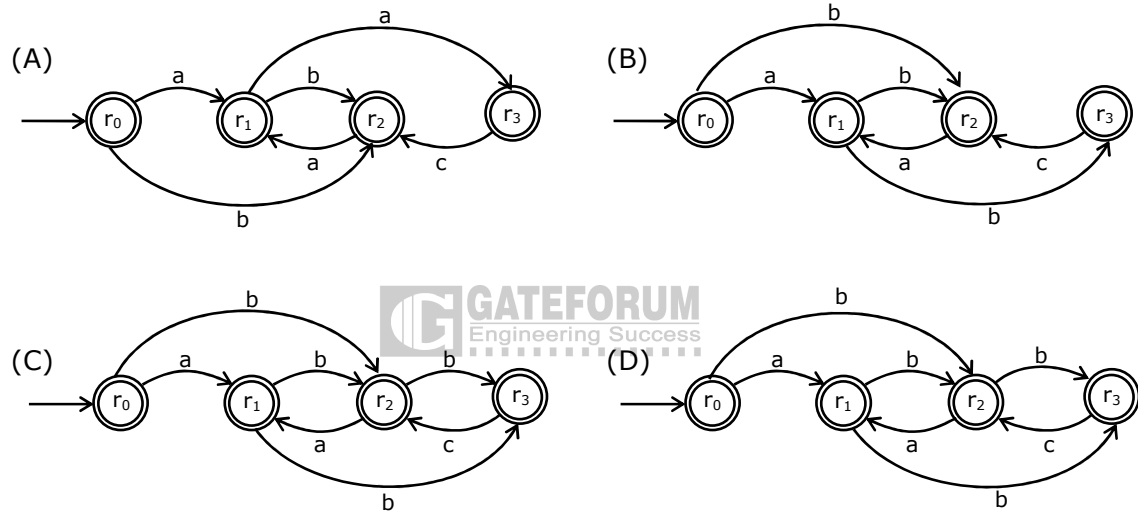 (A) a
a b
r0 r1 r2 r3
a c
b
(B) b
a b
r0 r1 r2 r3
a c
b
GATEFORUM
Engineering Success
(C) b
a b b
r0 r1 r2 r3
a c
b
(D) b
a b b
r0 r1 r2 r3
a c
b